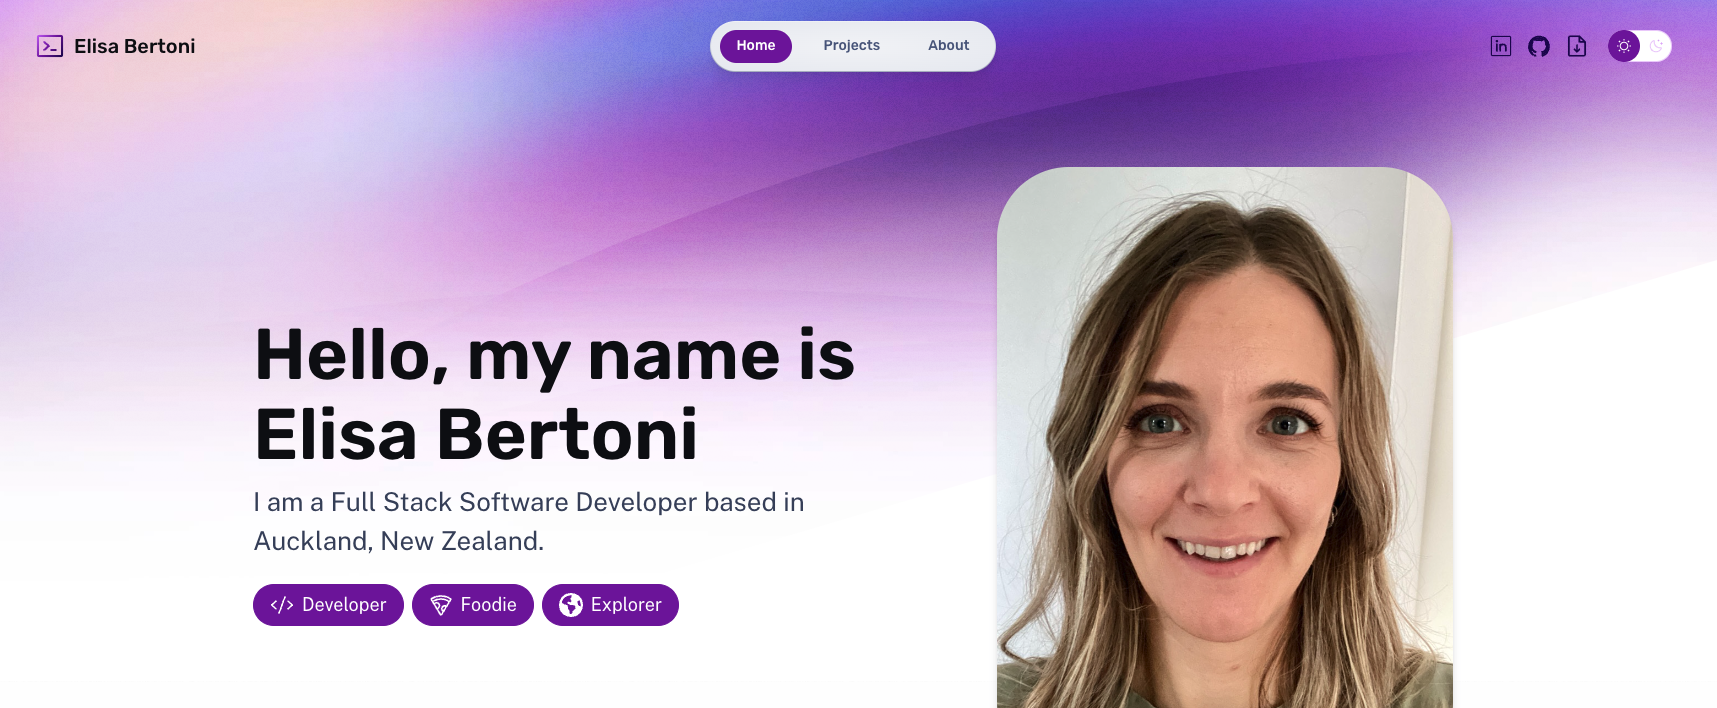 Elisa Bertoni
Home Projects About
in
Hello, my name is
Elisa Bertoni
I am a Full Stack Software Developer based in
Auckland, New Zealand.
</> Developer Foodie Explorer